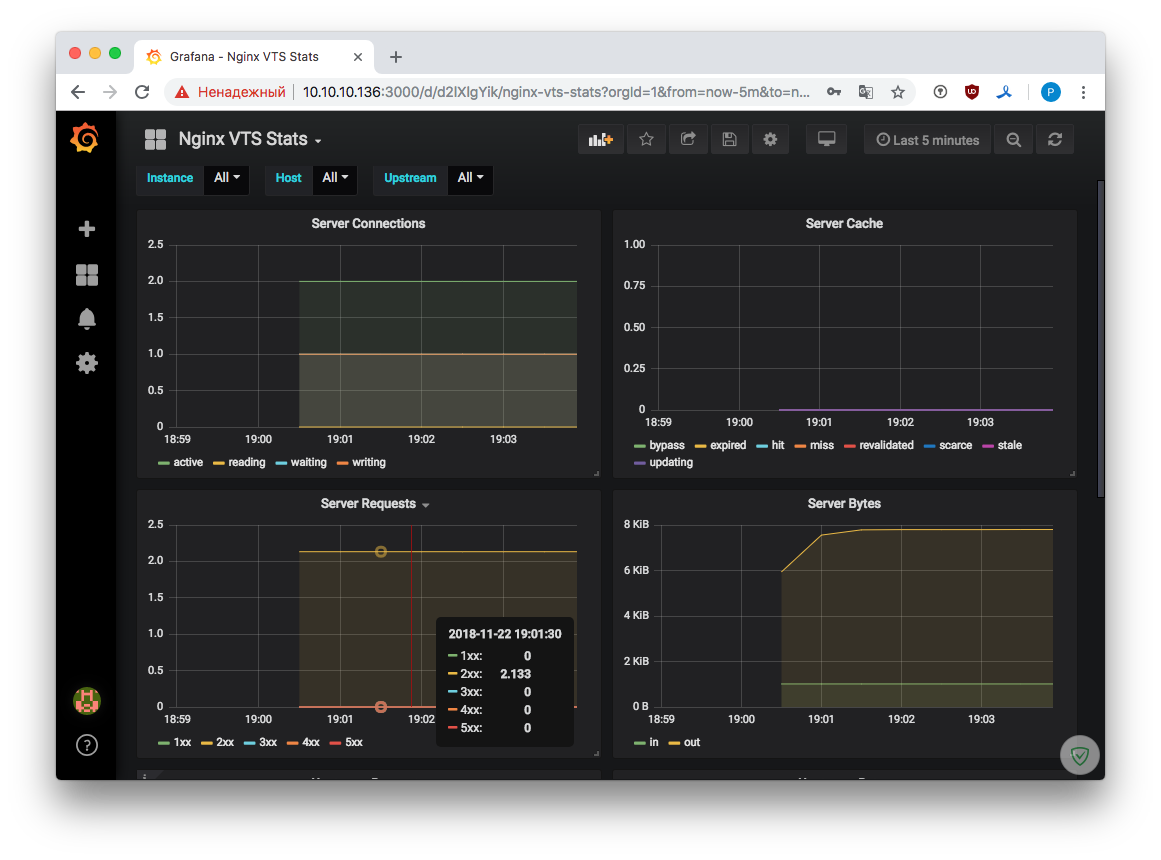 Grafana - Nginx VTS Stats
Ненадежный 10.10.10.136:3000/d/d2lXlgYik/nginx-vts-stats?orgId=1&from=now-5m&to=n...
P
Nginx VTS Stats
Last 5 minutes
Instance All Host All Upstream All
Server Connections
2.5
2.0
1.5
1.0
0.5
0
18:59 19:00 19:01 19:02 19:03
active reading waiting writing
Server Cache
1.00
0.75
0.50
0.25
0
18:59 19:00 19:01 19:02 19:03
bypass expired hit miss revalidated scarce stale
updating
Server Requests
2.5
2.0
1.5
1.0
0.5
0
18:59 19:00 19:01 19:02
1xx 2xx 3xx 4xx 5xx
2018-11-22 19:01:30
1xx: 0
2xx: 2.133
3xx: 0
4xx: 0
5xx: 0
Server Bytes
8 KiB
6 KiB
4 KiB
2 KiB
0 B
18:59 19:00 19:01 19:02 19:03
in out